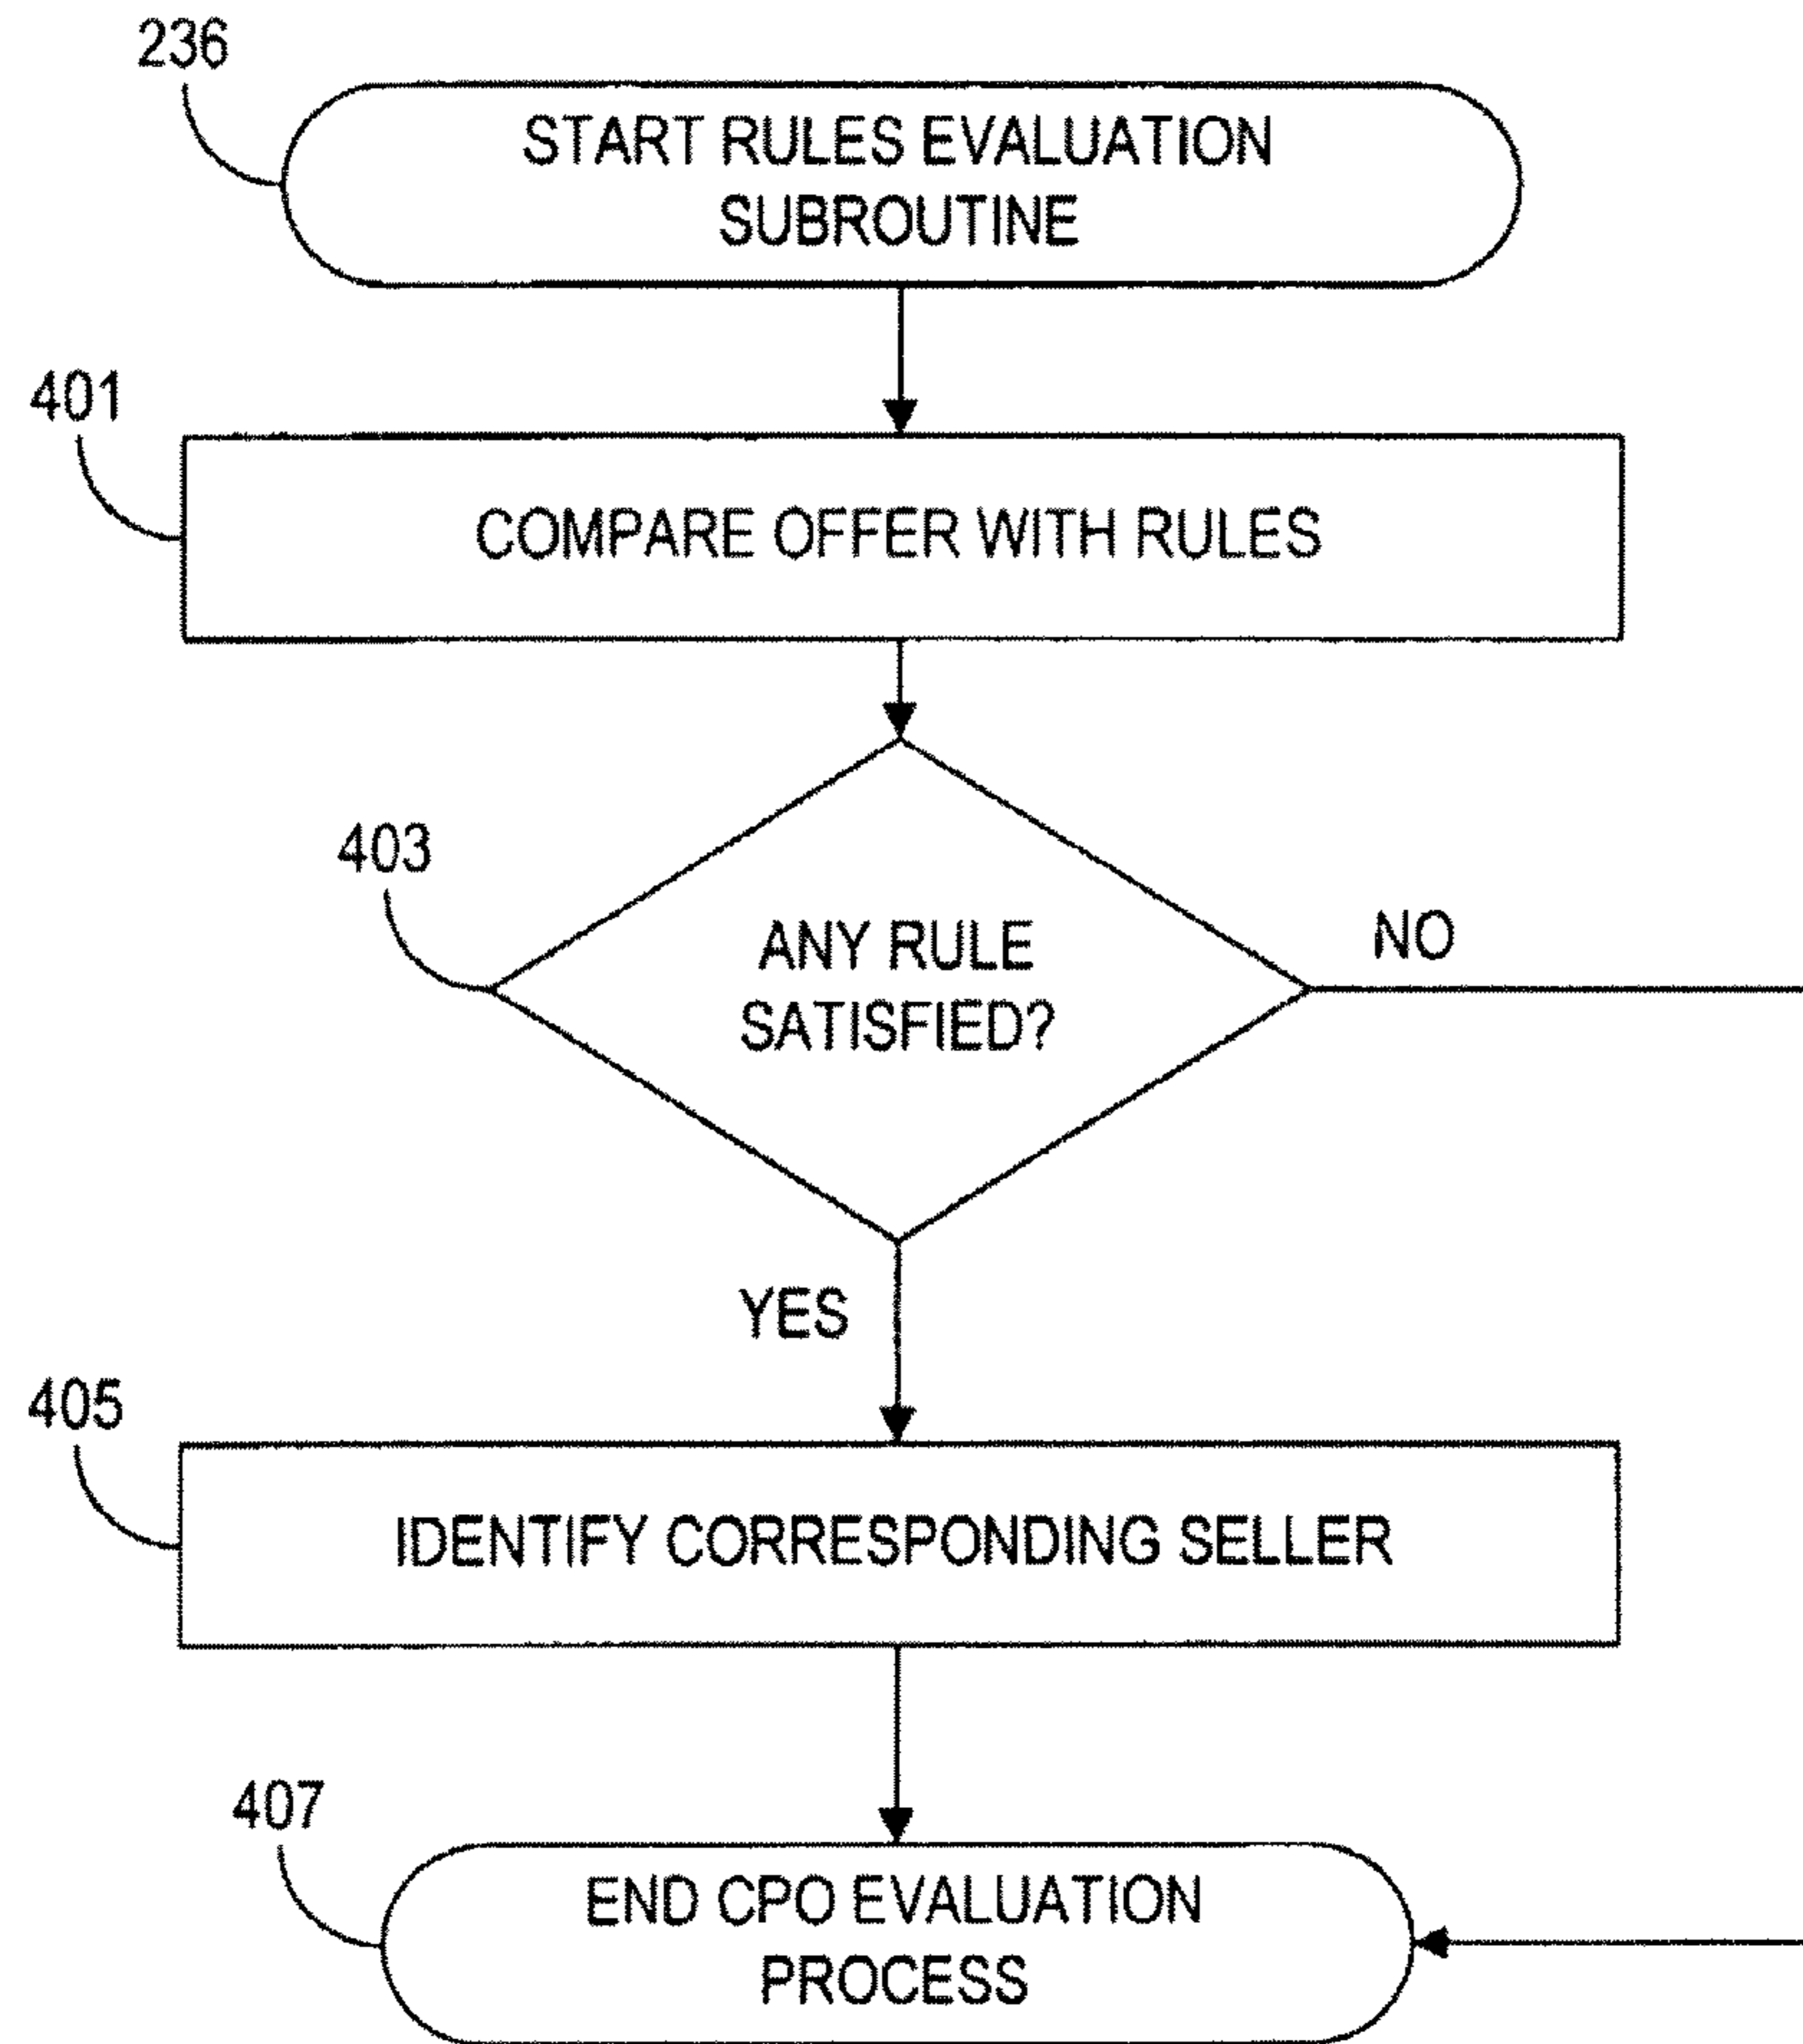 236
START RULES EVALUATION
SUBROUTINE
401
COMPARE OFFER WITH RULES
403
ANY RULE
SATISFIED?
NO
YES
405
IDENTIFY CORRESPONDING SELLER
407
END CPO EVALUATION
PROCESS